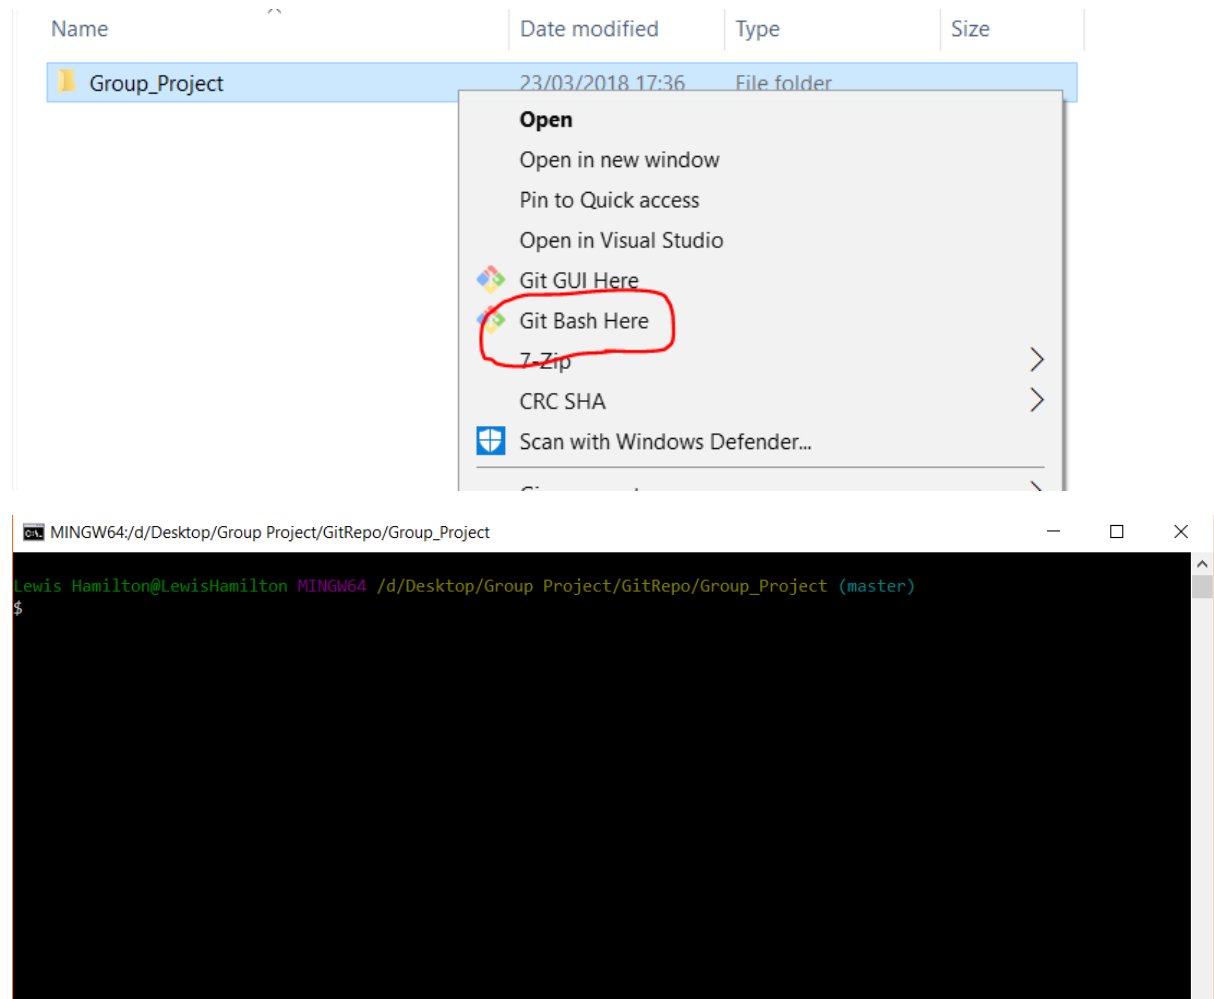 Name Date modified Type Size
Group_Project 23/03/2018 17:36 File folder
Open
Open in new window
Pin to Quick access
Open in Visual Studio
Git GUI Here
Git Bash Here
7-Zip
CRC SHA
Scan with Windows Defender...
MINGW64:/d/Desktop/Group Project/GitRepo/Group_Project
Lewis Hamilton@LewisHamilton MINGW64 /d/Desktop/Group Project/GitRepo/Group_Project (master)
$